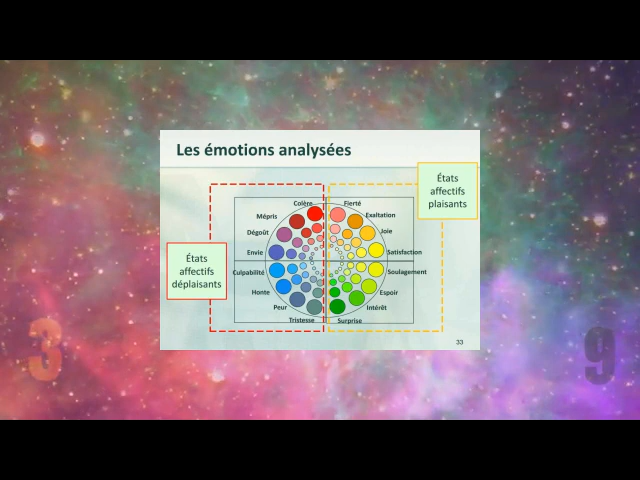 Les émotions analysées
États
affectifs
plaisants
Colère
Fierté
Mépris
Exaltation
Dégoût
Joie
Envie
Satisfaction
États
affectifs
déplaisants
Culpabilité
Soulagement
Honte
Espoir
Peur
Intérêt
Tristesse
Surprise
33
3
9